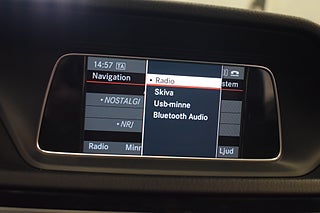 14:57 TA
Navigation
• Radio
stem
Skiva
• NOSTALGI
Usb-minne
Bluetooth Audio
• NRJ
Radio Minn Ljud